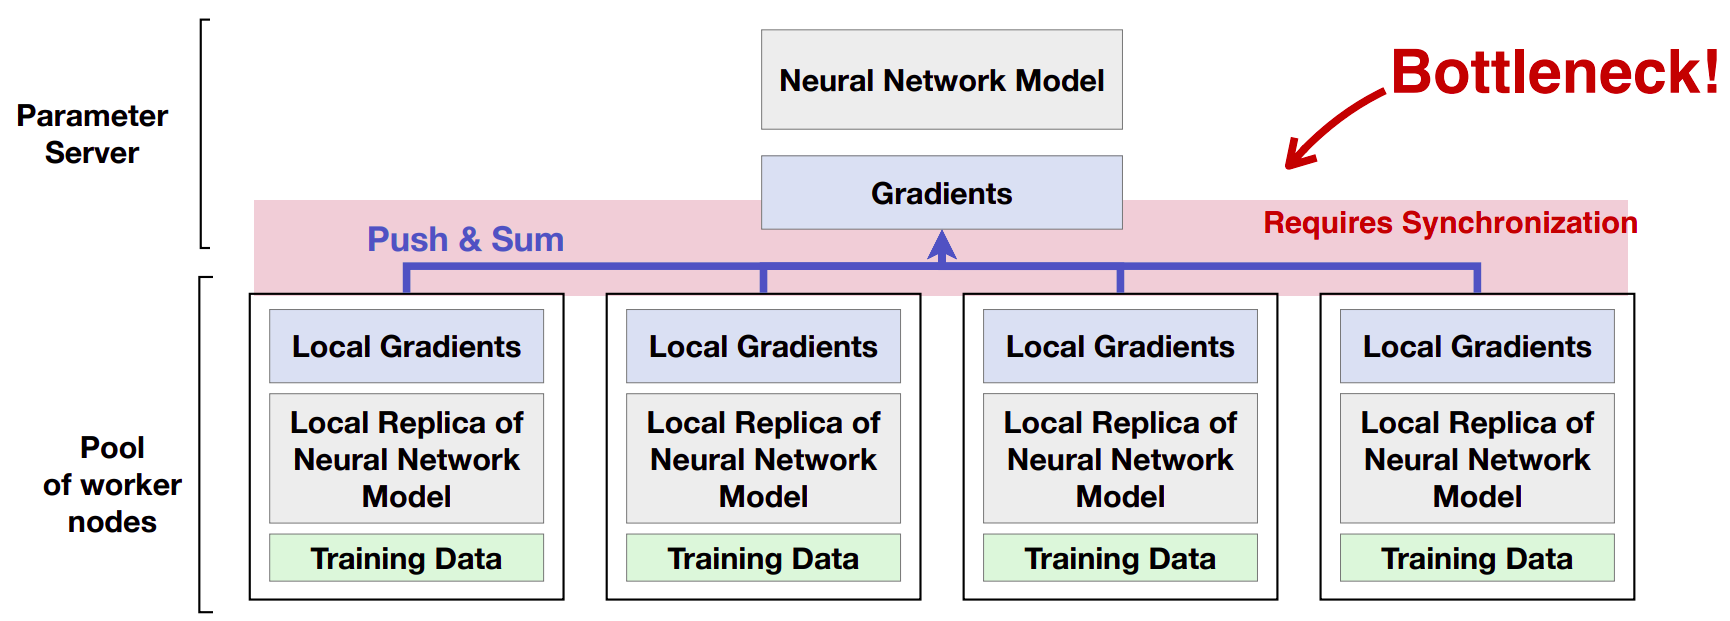 Neural Network Model
Bottleneck!
Parameter
Server
Gradients
Push & Sum
Requires Synchronization
Pool
of worker
nodes
Local Gradients
Local Replica of
Neural Network
Model
Training Data
Local Gradients
Local Replica of
Neural Network
Model
Training Data
Local Gradients
Local Replica of
Neural Network
Model
Training Data
Local Gradients
Local Replica of
Neural Network
Model
Training Data